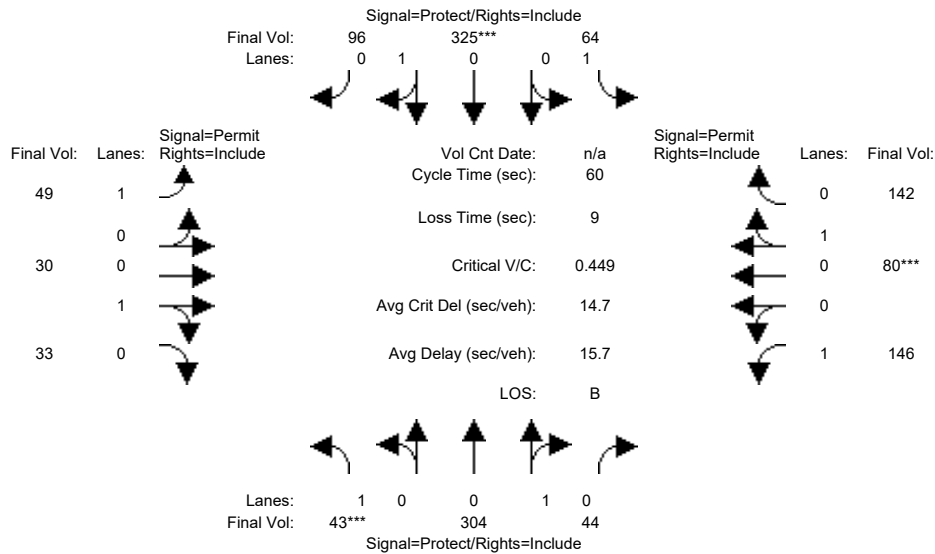 Signal=Protect/Rights=Include
Final Vol: 96 325*** 64
Lanes: 0 1 0 0 1
Signal=Permit Signal=Permit
Final Vol: Lanes: Rights=Include Vol Cnt Date: n/a Rights=Include Lanes: Final Vol:
Cycle Time (sec): 60
49 1 0 142
Loss Time (sec): 9
0 1
30 0 Critical V/C: 0.449 0 80***
1 Avg Crit Del (sec/veh): 14.7 0
33 0 Avg Delay (sec/veh): 15.7 1 146
LOS: B
Lanes: 1 0 0 1 0
Final Vol: 43*** 304 44
Signal=Protect/Rights=Include